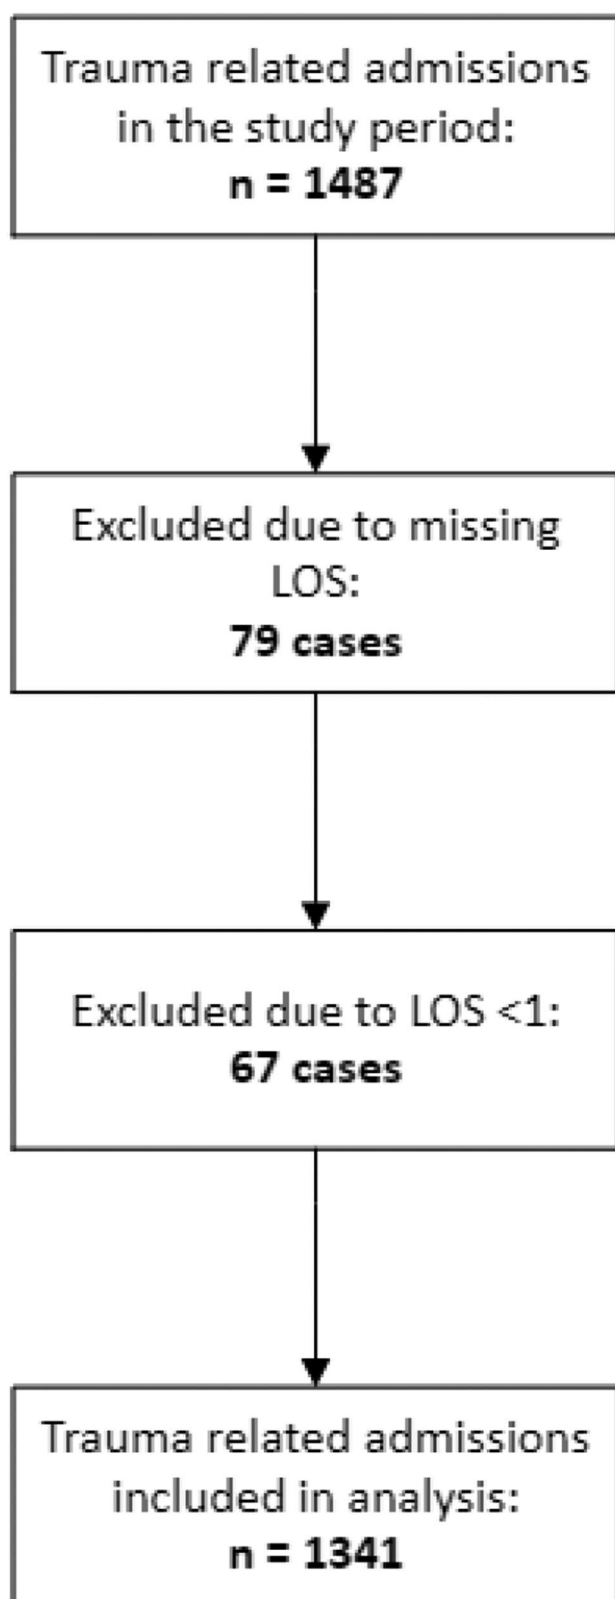 Trauma related admissions
in the study period:
n = 1487
Excluded due to missing
LOS:
79 cases
Excluded due to LOS <1:
67 cases
Trauma related admissions
included in analysis:
n = 1341